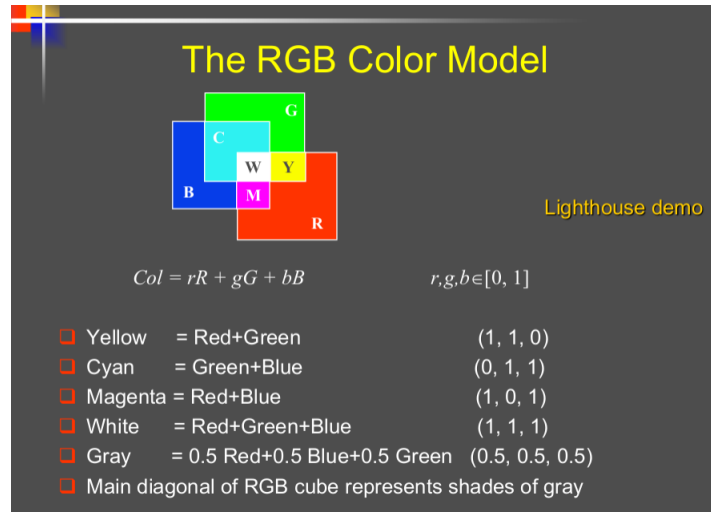 The RGB Color Model
G
C
W Y
B M
R
Lighthouse demo
Col = rR + gG + bB r,g,b∈[0, 1]
Yellow = Red+Green (1, 1, 0)
Cyan = Green+Blue (0, 1, 1)
Magenta = Red+Blue (1, 0, 1)
White = Red+Green+Blue (1, 1, 1)
Gray = 0.5 Red+0.5 Blue+0.5 Green (0.5, 0.5, 0.5)
Main diagonal of RGB cube represents shades of gray